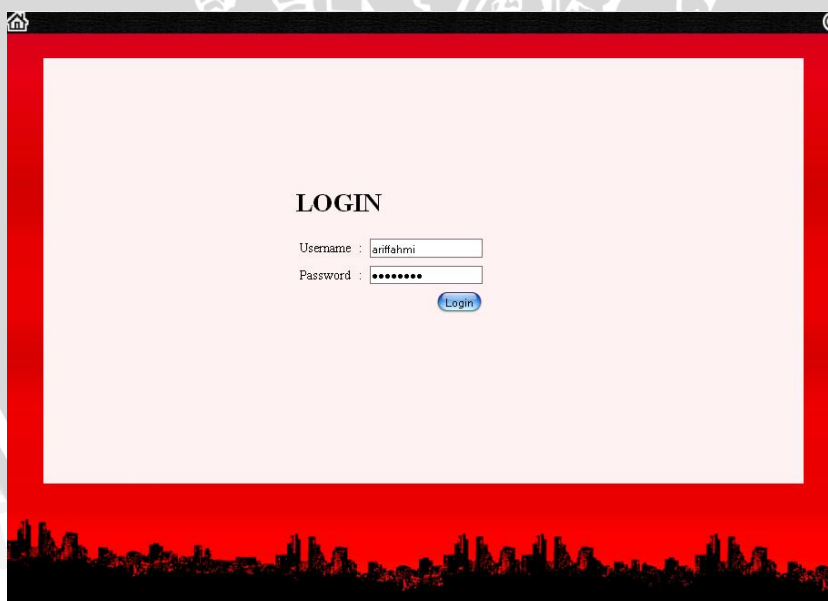 LOGIN
Username : ariffahmi
Password : ••••••••
Login